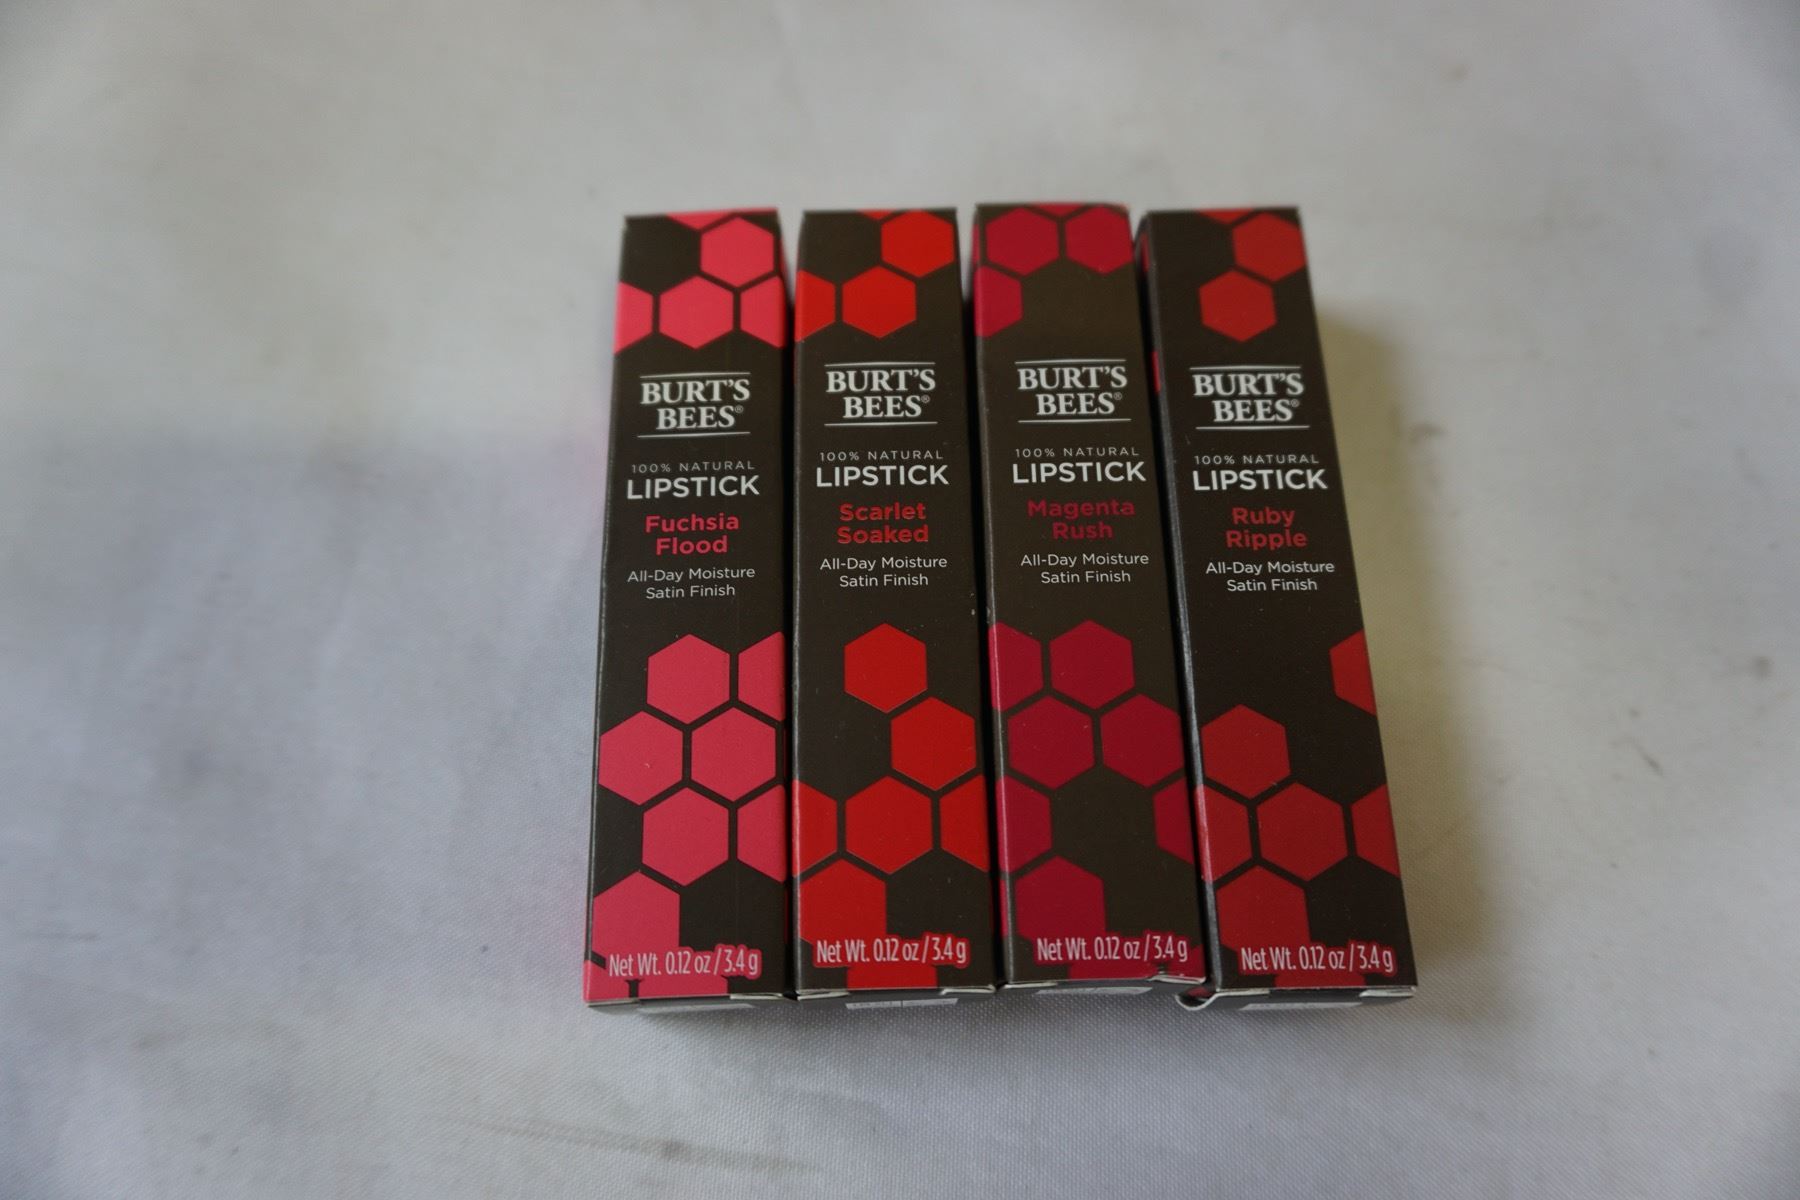 BURT'S
BEES®
100% NATURAL
LIPSTICK
Fuchsia
Flood
All-Day Moisture
Satin Finish
Net Wt. 0.12 oz / 3.4 g
BURT'S
BEES®
100% NATURAL
LIPSTICK
Scarlet
Soaked
All-Day Moisture
Satin Finish
Net Wt. 0.12 oz / 3.4 g
BURT'S
BEES®
100% NATURAL
LIPSTICK
Magenta
Rush
All-Day Moisture
Satin Finish
Net Wt. 0.12 oz / 3.4 g
BURT'S
BEES®
100% NATURAL
LIPSTICK
Ruby
Ripple
All-Day Moisture
Satin Finish
Net Wt. 0.12 oz / 3.4 g